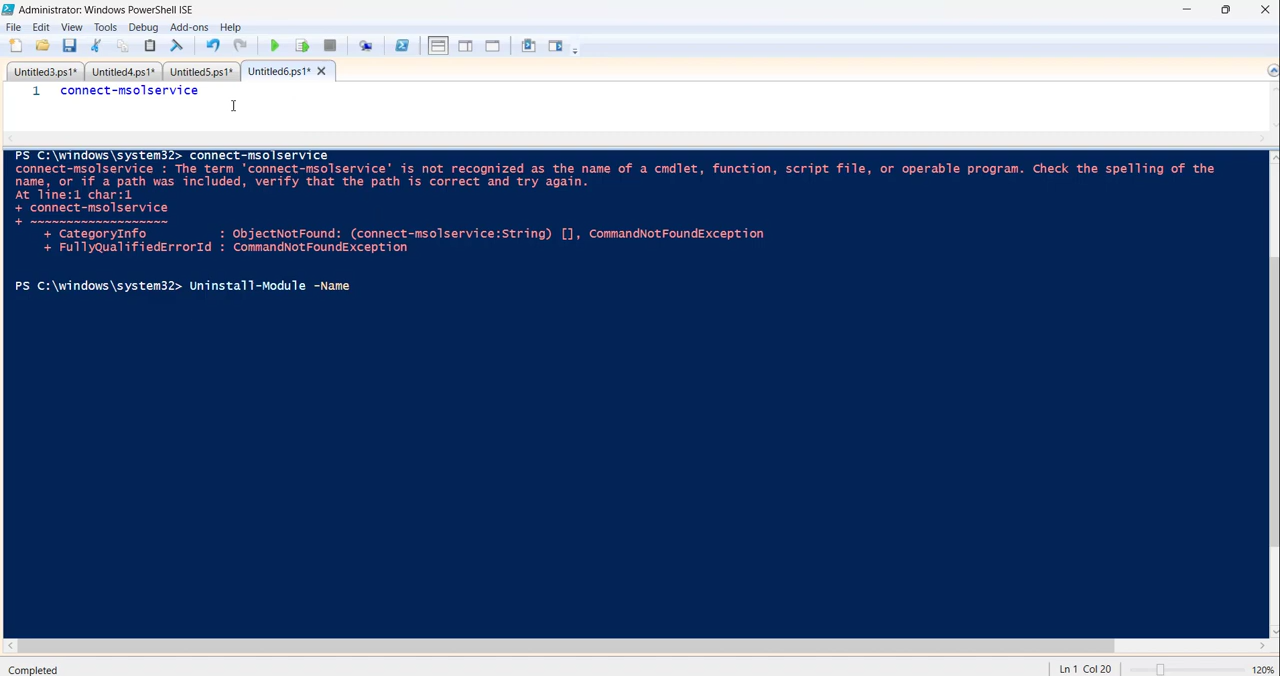 Administrator: Windows PowerShell ISE
File Edit View Tools Debug Add-ons Help
Untitled3.ps1* Untitled4.ps1* Untitled5.ps1* Untitled6.ps1*
1 connect-msolservice
PS C:\windows\system32> connect-msolservice
connect-msolservice : The term 'connect-msolservice' is not recognized as the name of a cmdlet, function, script file, or operable program. Check the spelling of the
name, or if a path was included, verify that the path is correct and try again.
At line:1 char:1
+ connect-msolservice
+ ~~~~~~~~~~~~~~~~~~~
+ CategoryInfo : ObjectNotFound: (connect-msolservice:String) [], CommandNotFoundException
+ FullyQualifiedErrorId : CommandNotFoundException
PS C:\windows\system32> Uninstall-Module -Name
Completed Ln 1 Col 20 120%